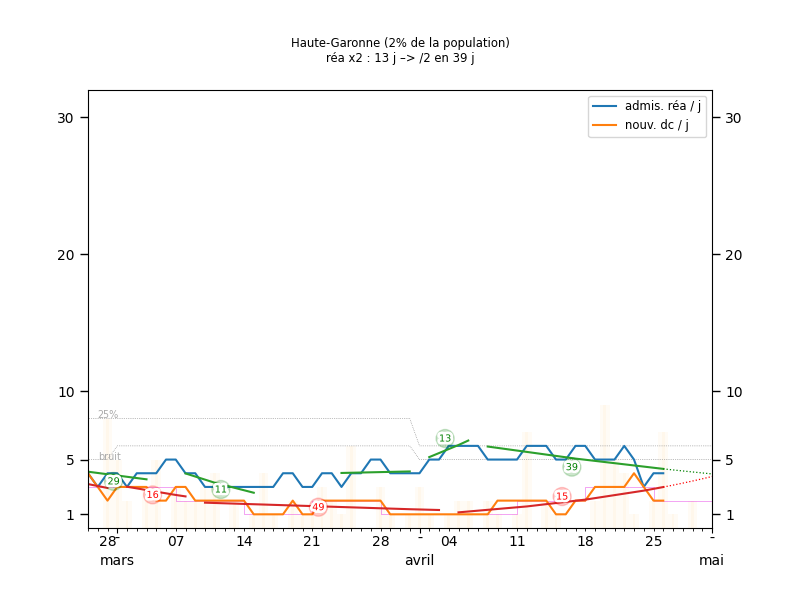 Haute-Garonne (2% de la population)
réa x2 : 13 j –> /2 en 39 j
admis. réa / j
nouv. dc / j
30 30
20 20
10 10
25%
13
bruit
5 5
39
29
11
16
15
49
1 1
28 07 14 21 28 04 11 18 25
mars avril mai